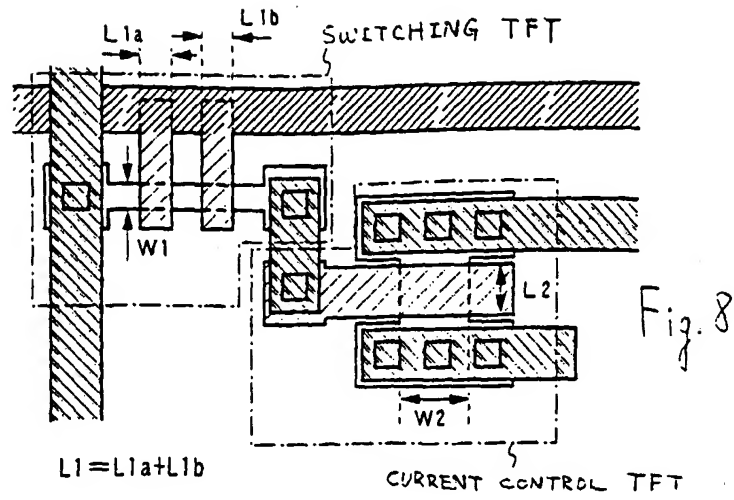 L1a
L1b
SWITCHING TFT
W1
L2
Fig. 8
W2
L1=L1a+L1b
CURRENT CONTROL TFT